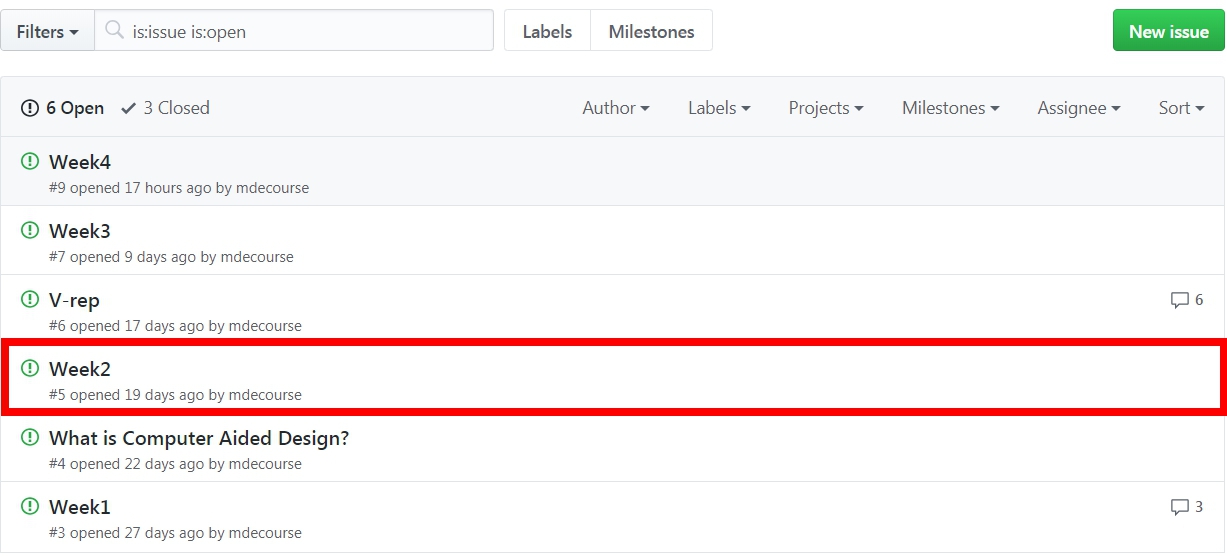 Filters is:issue is:open Labels Milestones New issue
6 Open 3 Closed Author Labels Projects Milestones Assignee Sort
Week4
#9 opened 17 hours ago by mdecourse
Week3
#7 opened 9 days ago by mdecourse
V-rep 6
#6 opened 17 days ago by mdecourse
Week2
#5 opened 19 days ago by mdecourse
What is Computer Aided Design?
#4 opened 22 days ago by mdecourse
Week1 3
#3 opened 27 days ago by mdecourse